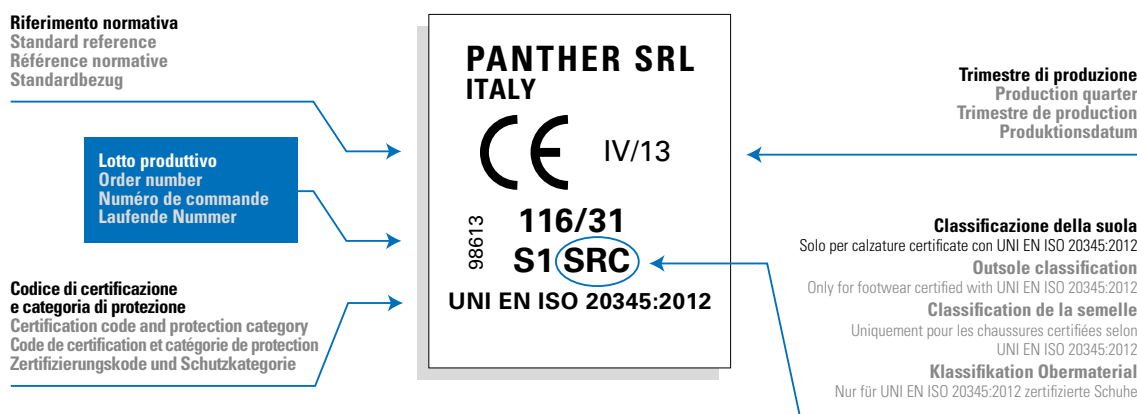 Riferimento normativa
Standard reference
Référence normative
Standardbezug
Lotto produttivo
Order number
Numéro de commande
Laufende Nummer
Codice di certificazione
e categoria di protezione
Certification code and protection category
Code de certification et catégorie de protection
Zertifizierungskode und Schutzkategorie
PANTHER SRL
ITALY
CE IV/13
98613
116/31
S1 SRC
UNI EN ISO 20345:2012
Trimestre di produzione
Production quarter
Trimestre de production
Produktionsdatum
Classificazione della suola
Solo per calzature certificate con UNI EN ISO 20345:2012
Outsole classification
Only for footwear certified with UNI EN ISO 20345:2012
Classification de la semelle
Uniquement pour les chaussures certifiées selon
UNI EN ISO 20345:2012
Klassifikation Obermaterial
Nur für UNI EN ISO 20345:2012 zertifizierte Schuhe